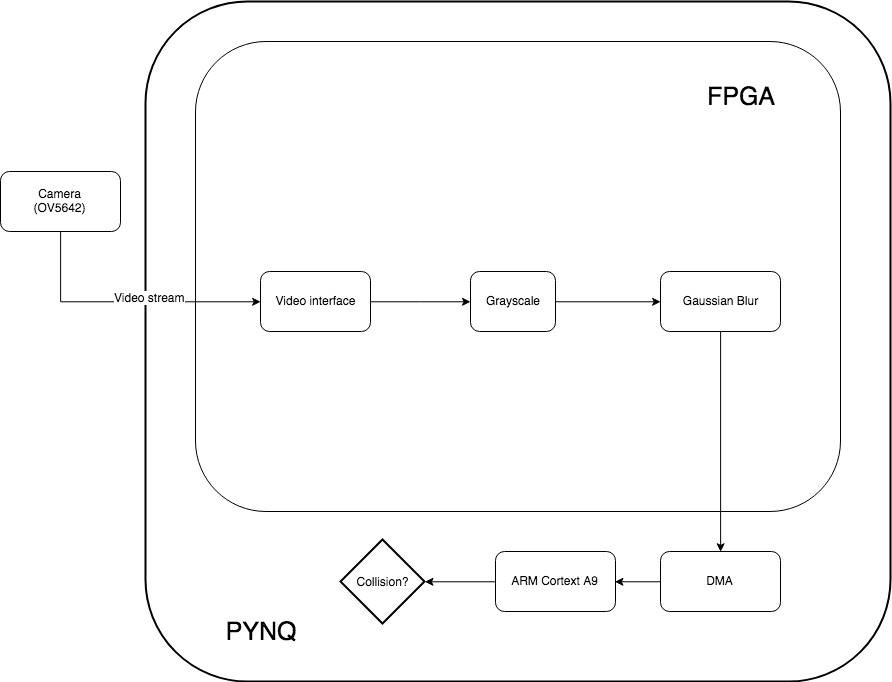 FPGA
Camera
(OV5642)
Video stream
Video interface
Grayscale
Gaussian Blur
Collision?
ARM Cortext A9
DMA
PYNQ